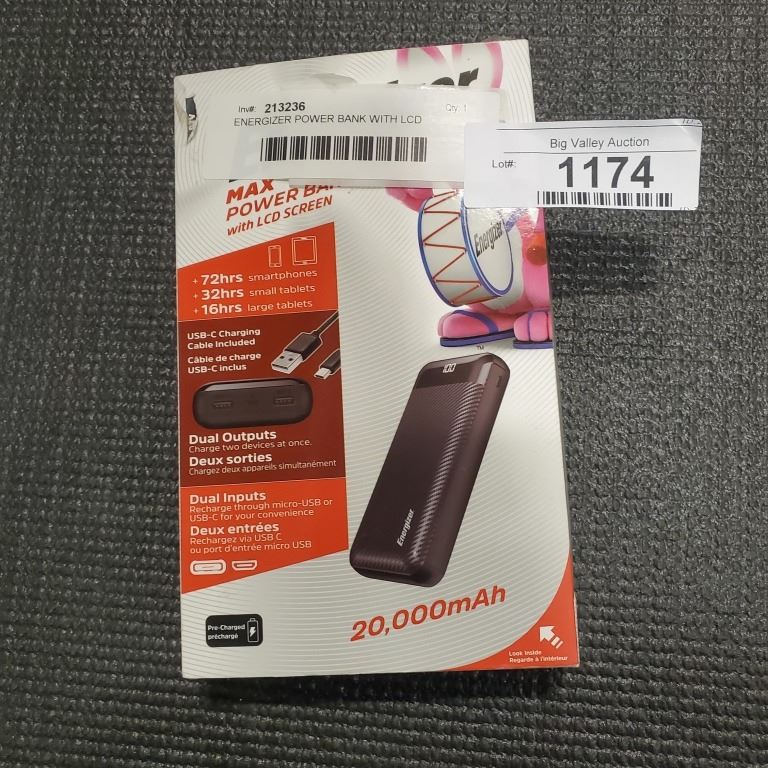 Inv#: 213236 Qty: 1
ENERGIZER POWER BANK WITH LCD
Big Valley Auction
Lot#: 1174
MAX
POWER
with LCD SCREEN
Energizer
+ 72hrs smartphones
+ 32hrs small tablets
+ 16hrs large tablets
USB-C Charging
Cable Included
Câble de charge
USB-C inclus
TM
100
Dual Outputs
Charge two devices at once.
Deux sorties
Chargez deux appareils simultanément
Dual Inputs
Recharge through micro-USB or
USB-C for your convenience
Deux entrées
Rechargez via USB C
ou port d'entrée micro USB
Energizer
20,000mAh
Pre-Charged
préchargé
Look Inside
Regarde à l'intérieur